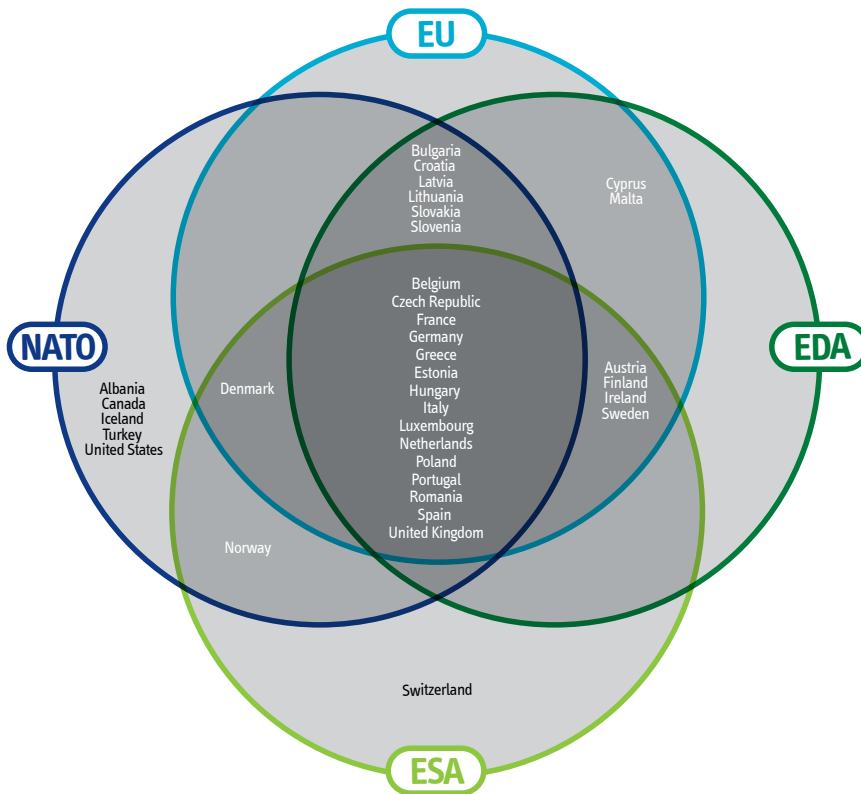 EU
Bulgaria
Croatia
Latvia
Lithuania
Slovakia
Slovenia
Cyprus
Malta
NATO
EDA
Albania
Canada
Iceland
Turkey
United States
Denmark
Belgium
Czech Republic
France
Germany
Greece
Estonia
Hungary
Italy
Luxembourg
Netherlands
Poland
Portugal
Romania
Spain
United Kingdom
Austria
Finland
Ireland
Sweden
Norway
Switzerland
ESA